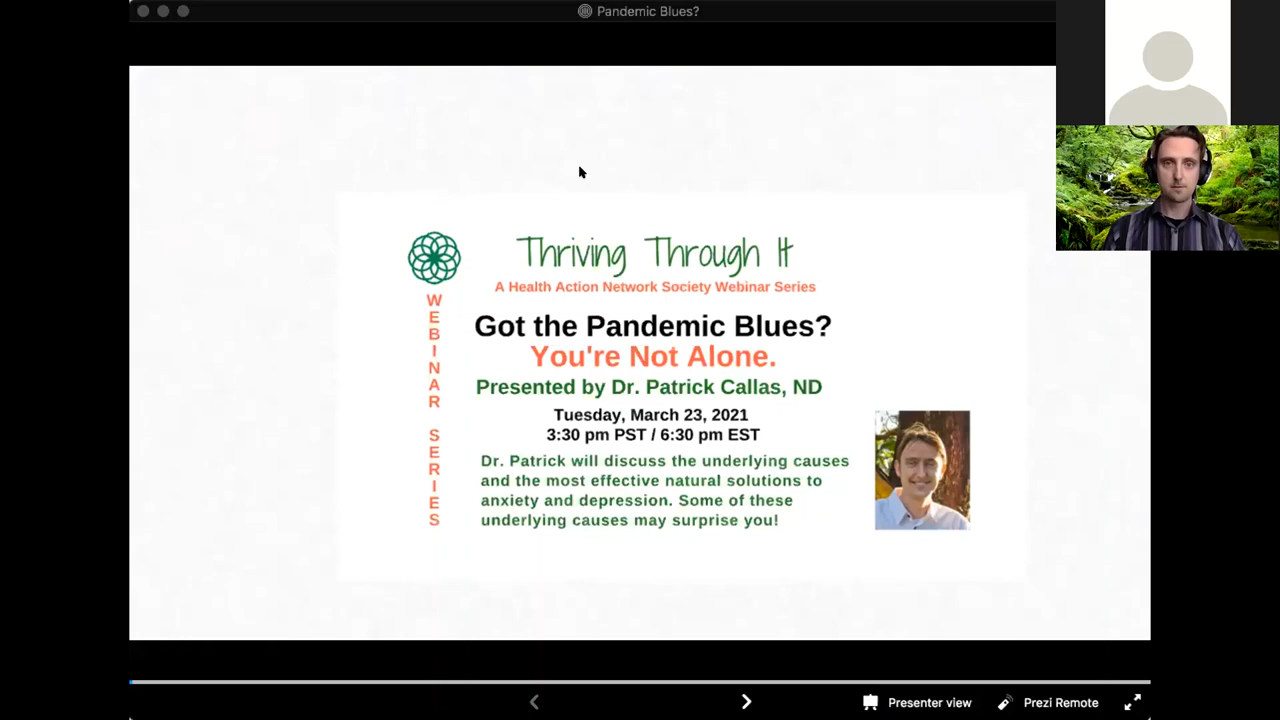 Pandemic Blues?
Thriving Through It
A Health Action Network Society Webinar Series
WEBINAR SERIES
Got the Pandemic Blues?
You're Not Alone.
Presented by Dr. Patrick Callas, ND
Tuesday, March 23, 2021
3:30 pm PST / 6:30 pm EST
Dr. Patrick will discuss the underlying causes
and the most effective natural solutions to
anxiety and depression. Some of these
underlying causes may surprise you!
Presenter view
Prezi Remote